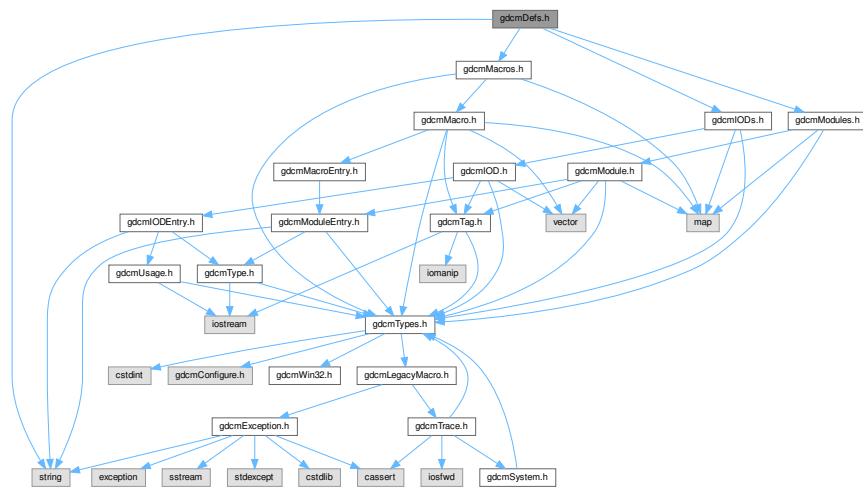 gdcmDefs.h
gdcmMacros.h
gdcmMacro.h
gdcmIODs.h
gdcmModules.h
gdcmMacroEntry.h
gdcmIOD.h
gdcmModule.h
gdcmIODEntry.h
gdcmModuleEntry.h
gdcmTag.h
vector
map
gdcmUsage.h
gdcmType.h
iomanip
iostream
gdcmTypes.h
cstdint
gdcmConfigure.h
gdcmWin32.h
gdcmLegacyMacro.h
gdcmException.h
gdcmTrace.h
string
exception
sstream
stdexcept
cstdlib
cassert
iosfwd
gdcmSystem.h